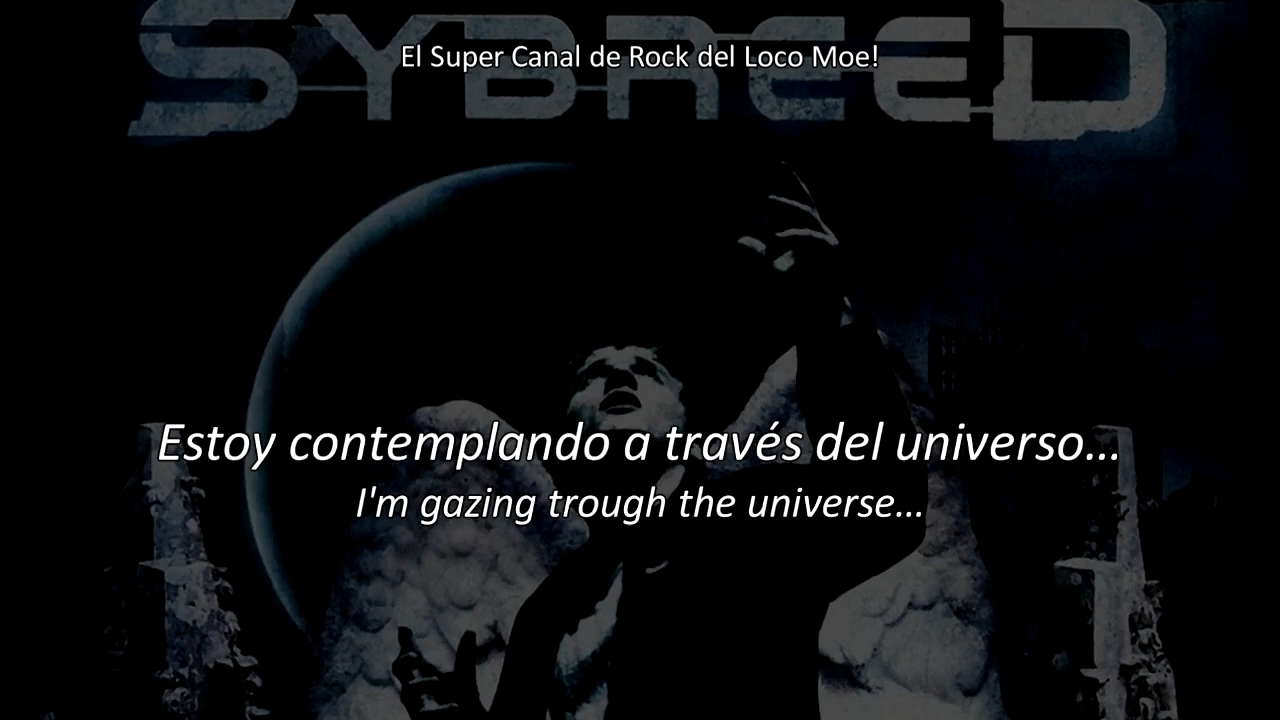 SYBREED
El Super Canal de Rock del Loco Moe!
Estoy contemplando a través del universo...
I'm gazing trough the universe...